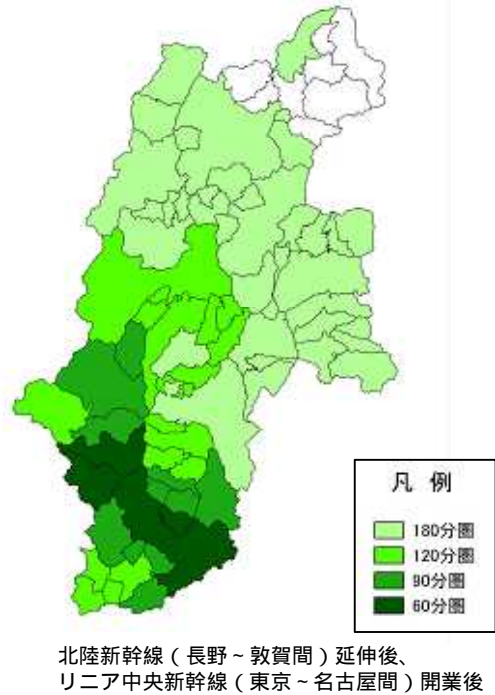 凡 例
180分圏
120分圏
90分圏
60分圏
北陸新幹線(長野~敦賀間)延伸後、
リニア中央新幹線(東京~名古屋間)開業後